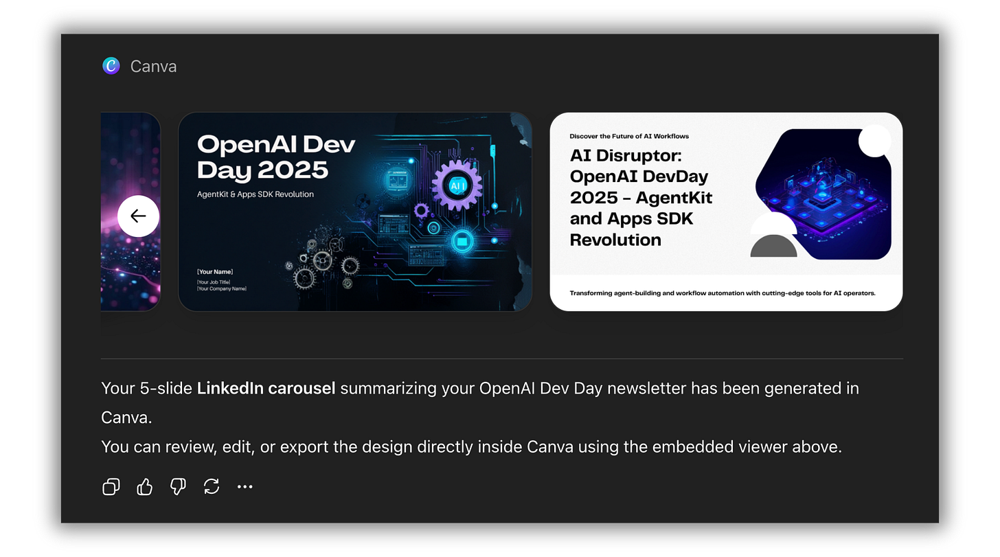 Canva
OpenAI Dev
Day 2025
AgentKit & Apps SDK Revolution
AI
[Your Name]
[Your Job Title]
[Your Company Name]
Discover the Future of AI Workflows
AI Disruptor:
OpenAI DevDay
2025 – AgentKit
and Apps SDK
Revolution
Transforming agent-building and workflow automation with cutting-edge tools for AI operators.
Your 5-slide LinkedIn carousel summarizing your OpenAI Dev Day newsletter has been generated in
Canva.
You can review, edit, or export the design directly inside Canva using the embedded viewer above.